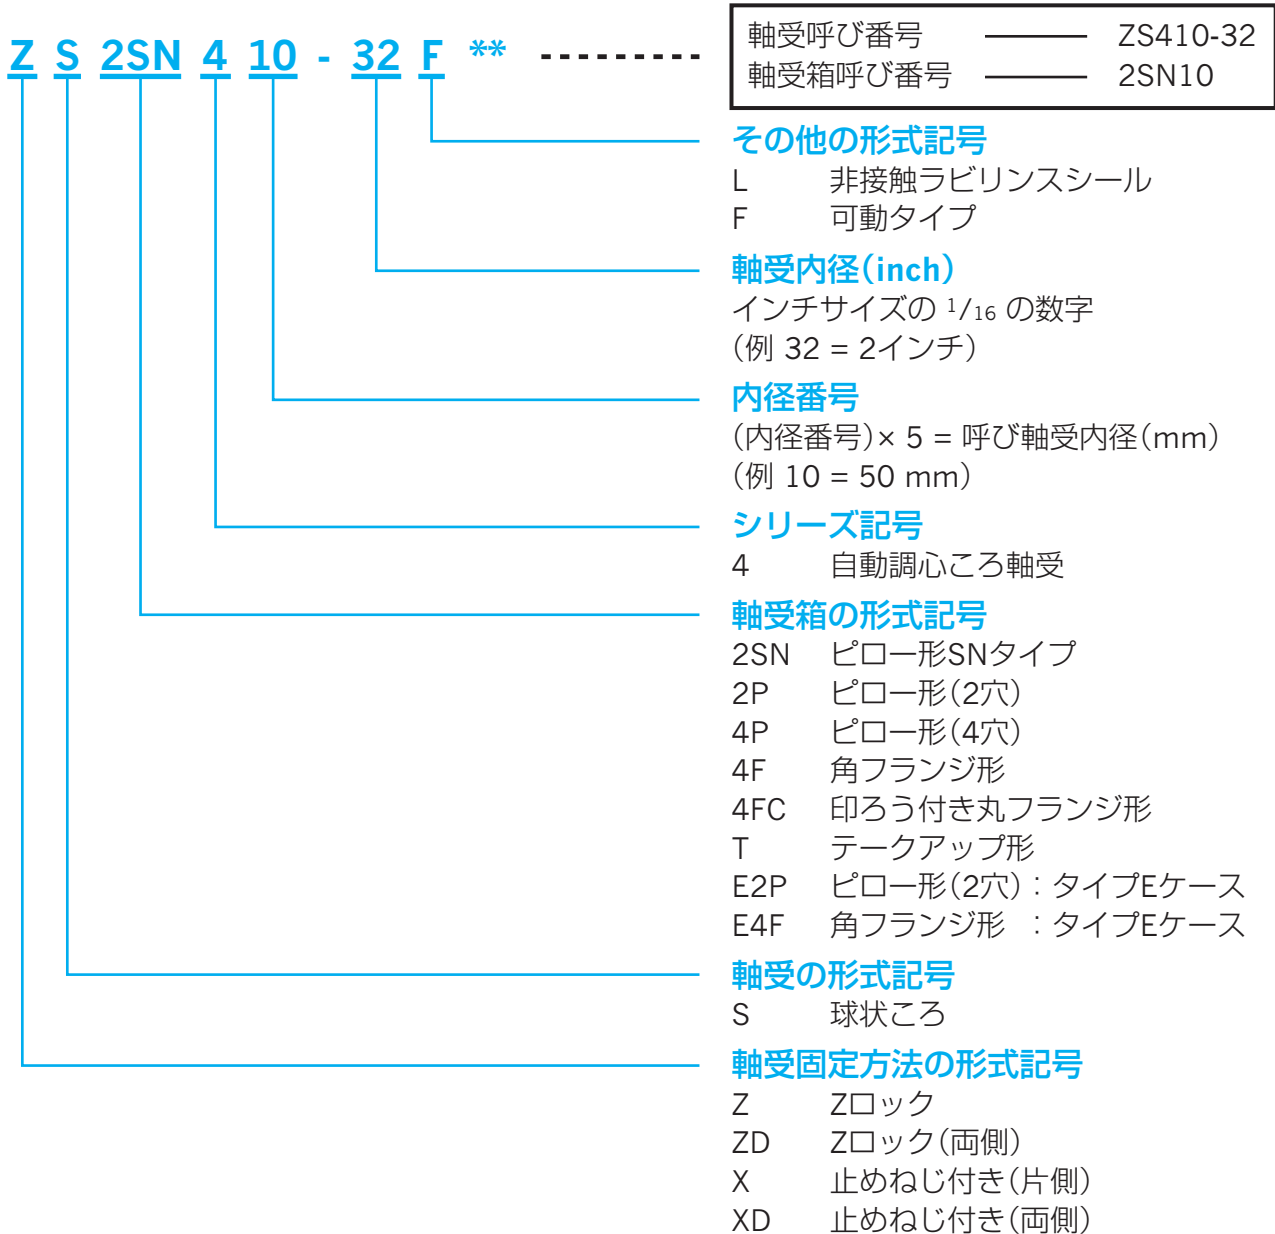 Z S 2SN 4 10 - 32 F ** ---------
軸受呼び番号 ―― ZS410-32
軸受箱呼び番号 ―― 2SN10
その他の形式記号
L 非接触ラビリンスシール
F 可動タイプ
軸受内径(inch)
インチサイズの 1/16 の数字
(例 32 = 2インチ)
内径番号
(内径番号)× 5 = 呼び軸受内径(mm)
(例 10 = 50 mm)
シリーズ記号
4 自動調心ころ軸受
軸受箱の形式記号
2SN ピロー形SNタイプ
2P ピロー形(2穴)
4P ピロー形(4穴)
4F 角フランジ形
4FC 印ろう付き丸フランジ形
T テークアップ形
E2P ピロー形(2穴):タイプEケース
E4F 角フランジ形 :タイプEケース
軸受の形式記号
S 球状ころ
軸受固定方法の形式記号
Z Zロック
ZD Zロック(両側)
X 止めねじ付き(片側)
XD 止めねじ付き(両側)